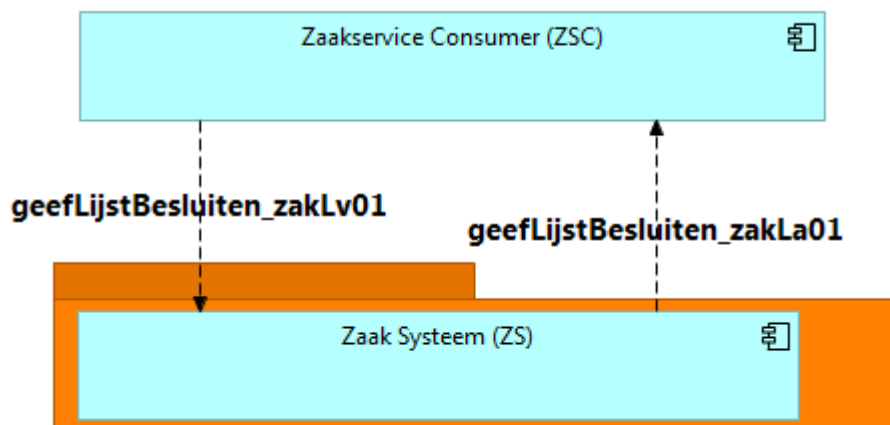 Zaakservice Consumer (ZSC)
geefLijstBesluiten_zakLv01
geefLijstBesluiten_zakLa01
Zaak Systeem (ZS)